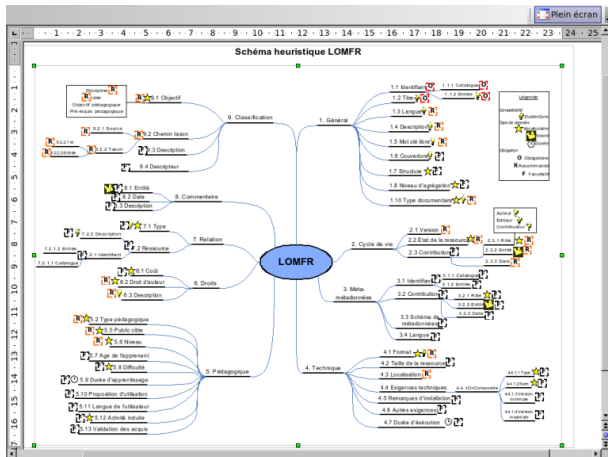 Plein écran
Schéma heuristique LOMFR
LOMFR
1. Général
1.1 Identifiant
1.1.1 Catalogue
1.1.2 Entrée
1.2 Titre
1.3 Langue
1.4 Description
1.5 Mot clé libre
1.6 Couverture
1.7 Structure
1.8 Niveau d'agrégation
1.10 Type documentaire
Légende
O Obligatoire
R Recommandé
F Facultatif
Auteur
Editeur
Contributeur
2. Cycle de vie
2.1 Version
2.2 État de la ressource
2.3 Contribution
2.3.1 Rôle
2.3.2 Entité
2.3.3 Date
3. Méta-
métadonnées
3.1 Identifiant
3.1.1 Catalogue
3.1.2 Entrée
3.2 Contribution
3.2.1 Rôle
3.2.2 Entité
3.2.3 Date
3.3 Schéma de
métadonnées
3.4 Langue
4. Technique
4.1 Format
4.2 Taille de la ressource
4.3 Localisation
4.4 Exigences techniques
4.5 Remarques d'installation
4.6 Autres exigences
4.7 Durée d'exécution
5. Pédagogique
5.2 Type pédagogique
5.5 Public cible
5.6 Niveau
5.7 Age de l'apprenant
5.8 Difficulté
5.9 Durée d'apprentissage
5.10 Proposition d'utilisation
5.11 Langue de l'utilisateur
5.12 Activité induite
5.13 Validation des acquis
6. Droits
6.1 Coût
6.2 Droit d'auteur
6.3 Description
7. Relation
7.1 Type
7.2 Ressource
7.2.2 Description
7.2.1 Identifiant
7.2.1.2 Entrée
7.2.1.1 Catalogue
8. Commentaire
8.1 Entité
8.2 Date
8.3 Description
9. Classification
9.1 Objectif
Discipline
Objectif pédagogique
Pré-requis pédagogique
9.2 Chemin taxon
9.2.1 Source
9.2.2 Taxon
9.3 Description
9.4 Descripteur